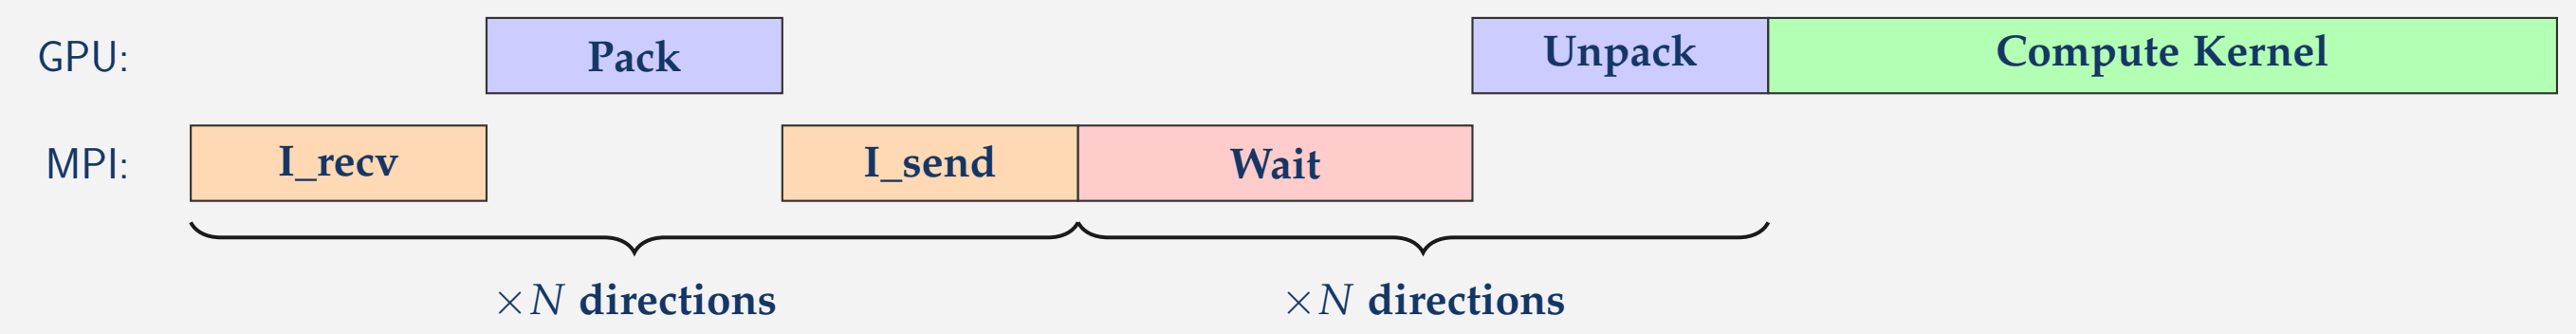 GPU: Pack Unpack Compute Kernel
MPI: I_recv I_send Wait
×N directions ×N directions